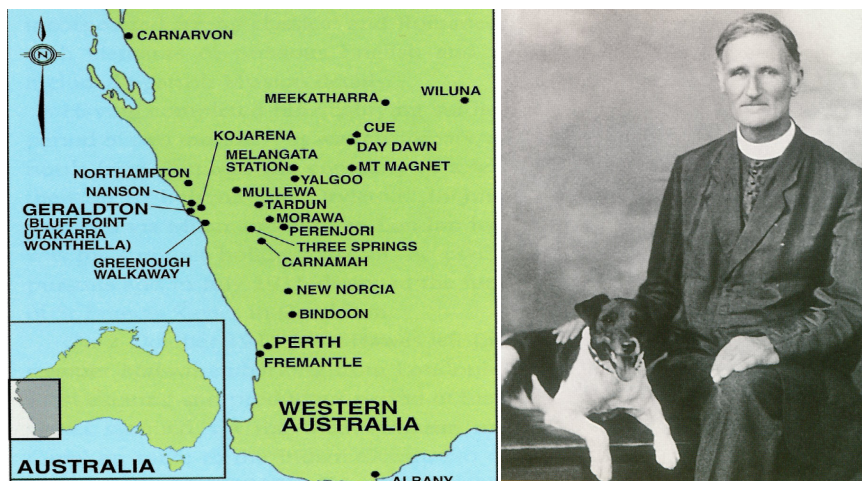 N
CARNARVON
MEEKATHARRA
WILUNA
KOJARENA
CUE
DAY DAWN
MELANGATA
STATION
MT MAGNET
NORTHAMPTON
YALGOO
NANSON
MULLEWA
GERALDTON
TARDUN
(BLUFF POINT
UTAKARRA
WONTHELLA)
MORAWA
PERENJORI
THREE SPRINGS
GREENOUGH
WALKAWAY
CARNAMAH
NEW NORCIA
BINDOON
PERTH
FREMANTLE
WESTERN
AUSTRALIA
AUSTRALIA
ALBANY